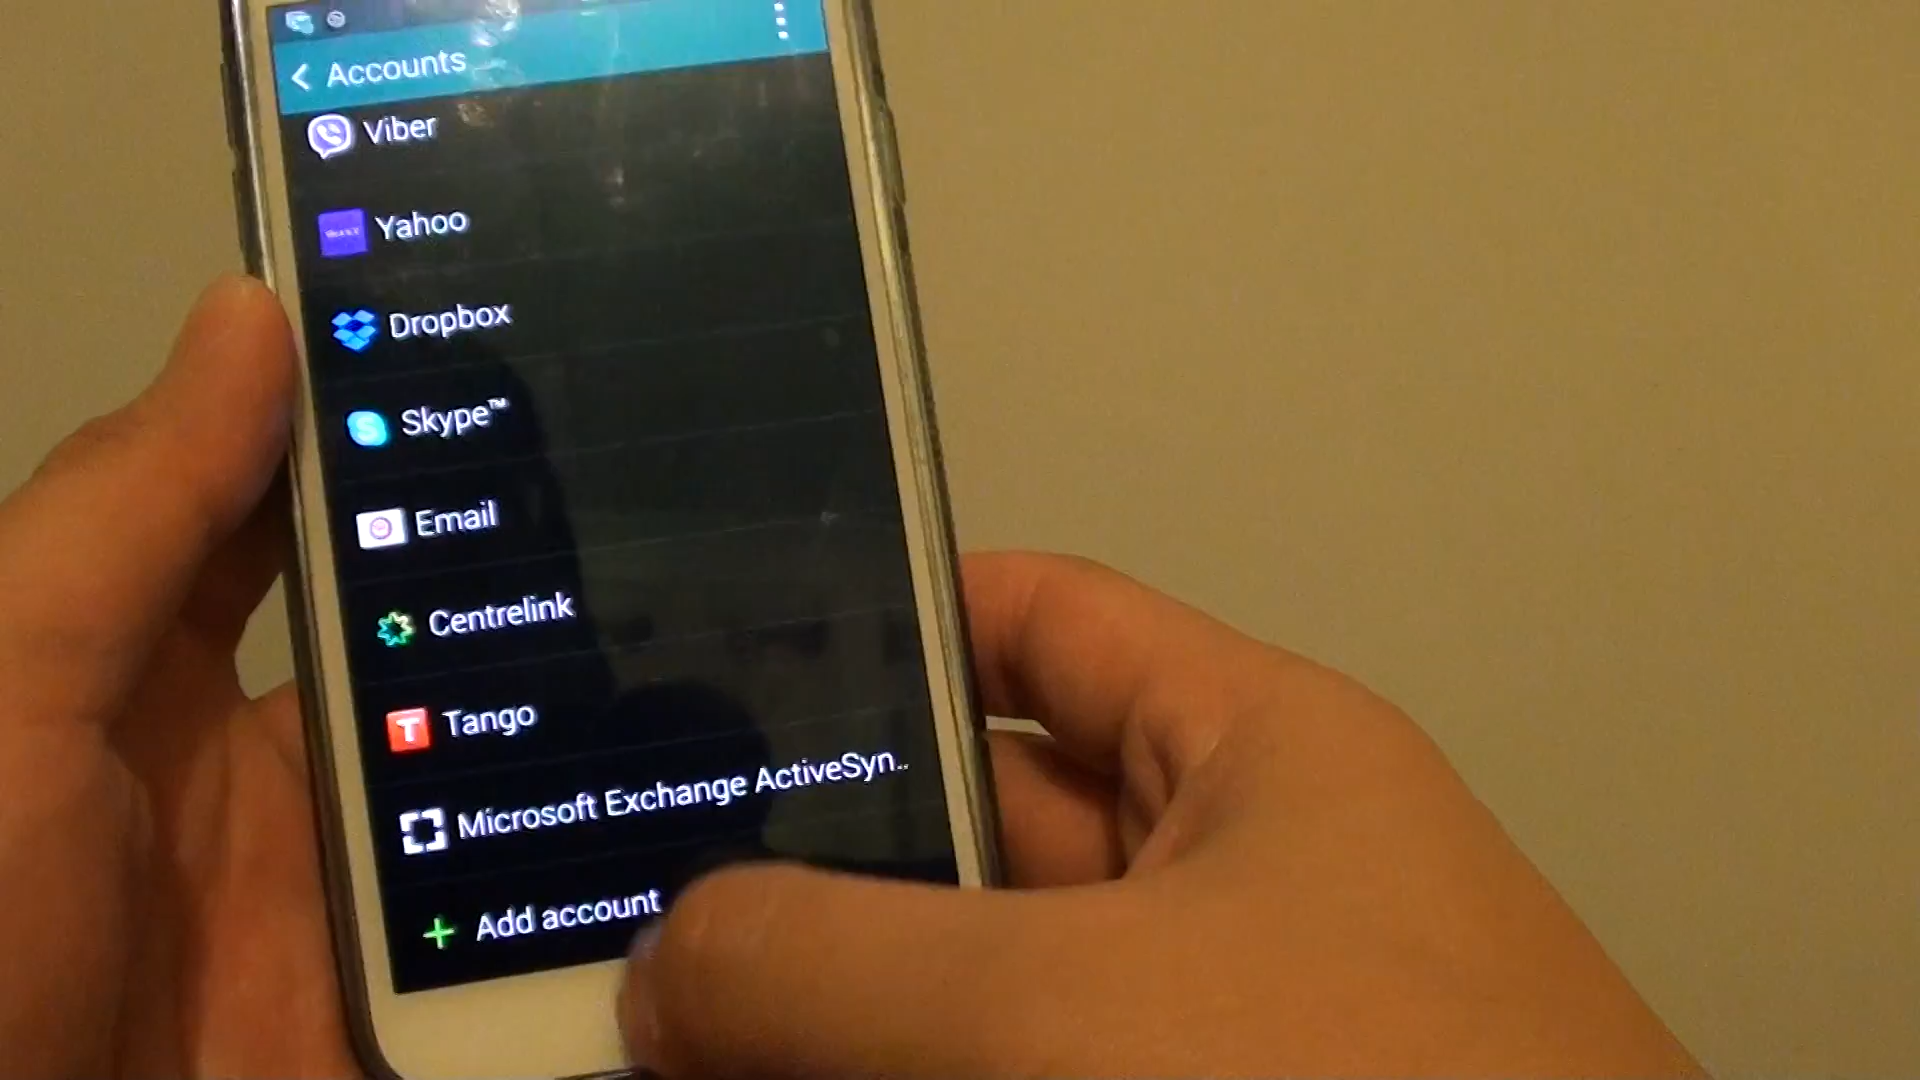 Accounts
Viber
Yahoo
Dropbox
S Skype™
Email
Centrelink
T Tango
Microsoft Exchange ActiveSyn..
+ Add account